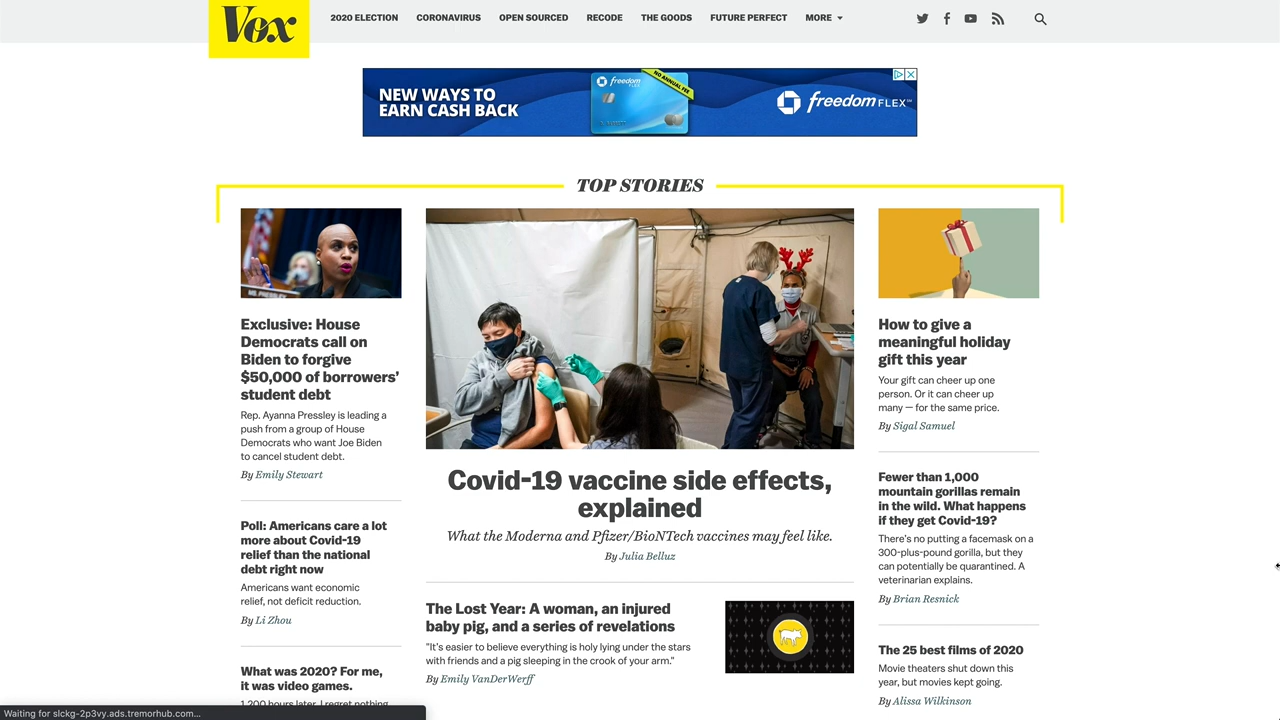 Vox
2020 ELECTION
CORONAVIRUS
OPEN SOURCED
RECODE
THE GOODS
FUTURE PERFECT
MORE
NEW WAYS TO
EARN CASH BACK
freedom
NO ANNUAL FEE
freedom FLEX℠
TOP STORIES
MS. PRESSLEY
Exclusive: House
Democrats call on
Biden to forgive
$50,000 of borrowers’
student debt
Rep. Ayanna Pressley is leading a
push from a group of House
Democrats who want Joe Biden
to cancel student debt.
By Emily Stewart
Poll: Americans care a lot
more about Covid-19
relief than the national
debt right now
Americans want economic
relief, not deficit reduction.
By Li Zhou
What was 2020? For me,
it was video games.
1,200 hours later, I regret nothing.
Covid-19 vaccine side effects,
explained
What the Moderna and Pfizer/BioNTech vaccines may feel like.
By Julia Belluz
The Lost Year: A woman, an injured
baby pig, and a series of revelations
"It's easier to believe everything is holy lying under the stars
with friends and a pig sleeping in the crook of your arm."
By Emily VanDerWerff
How to give a
meaningful holiday
gift this year
Your gift can cheer up one
person. Or it can cheer up
many — for the same price.
By Sigal Samuel
Fewer than 1,000
mountain gorillas remain
in the wild. What happens
if they get Covid-19?
There’s no putting a facemask on a
300-plus-pound gorilla, but they
can potentially be quarantined. A
veterinarian explains.
By Brian Resnick
The 25 best films of 2020
Movie theaters shut down this
year, but movies kept going.
By Alissa Wilkinson
Waiting for slckg-2p3vy.ads.tremorhub.com...